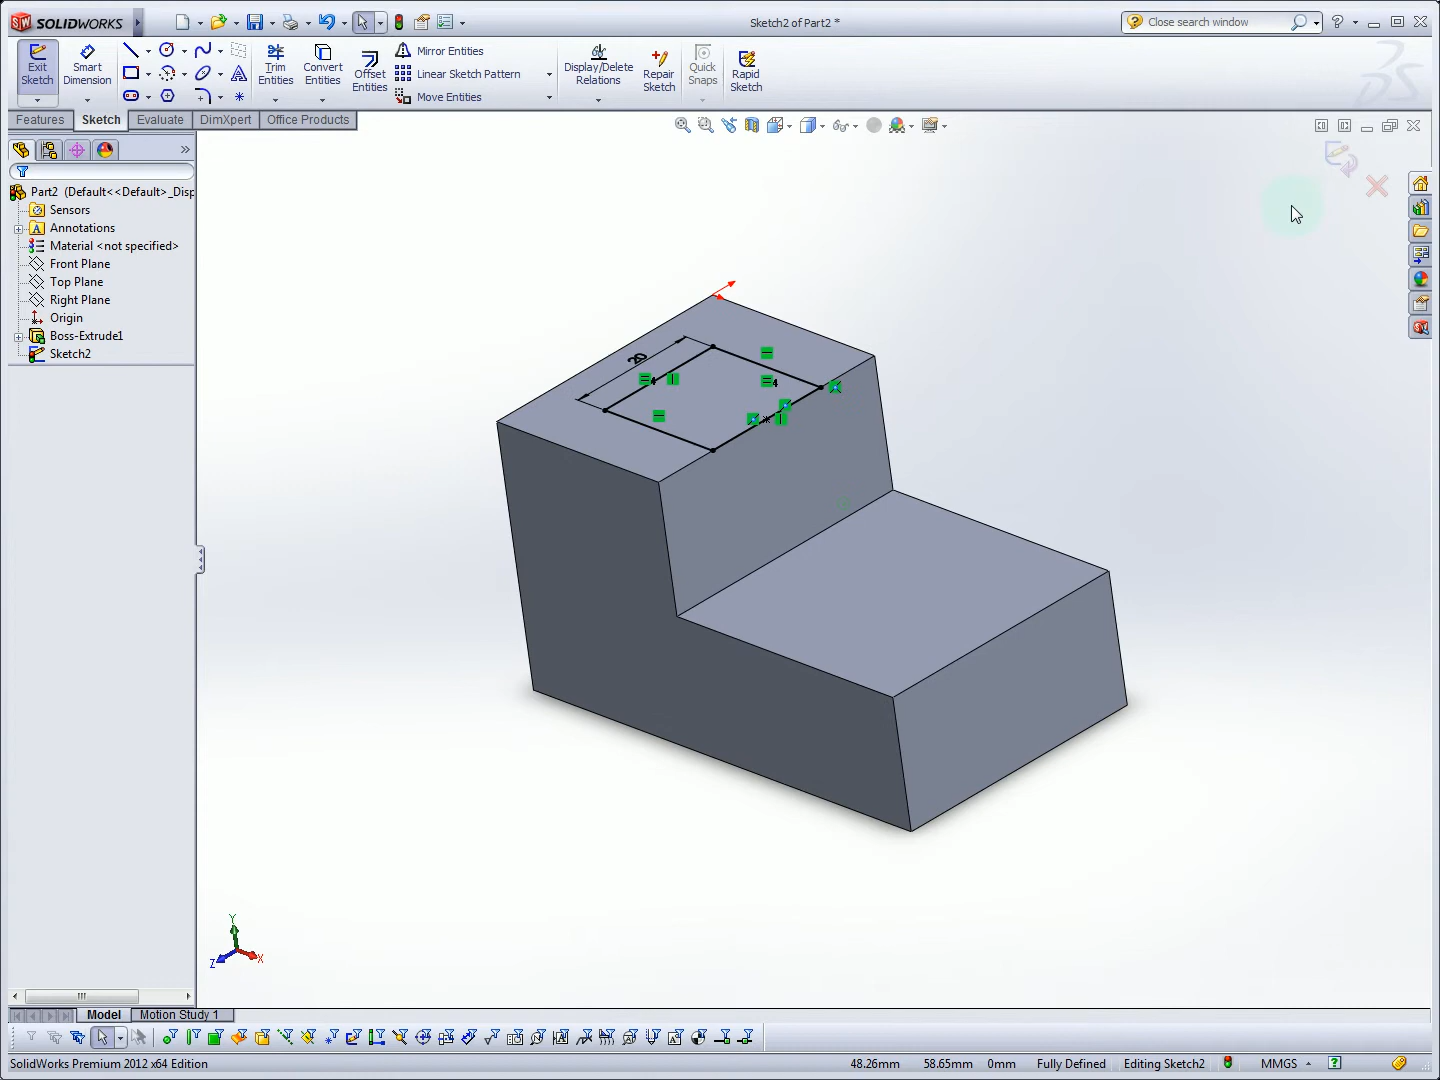 SOLIDWORKS
Sketch2 of Part2 *
Close search window
Exit Sketch
Smart Dimension
Trim Entities
Convert Entities
Offset Entities
Mirror Entities
Linear Sketch Pattern
Move Entities
Display/Delete Relations
Repair Sketch
Quick Snaps
Rapid Sketch
Features
Sketch
Evaluate
DimXpert
Office Products
Part2 (Default<<Default>_Disp
Sensors
Annotations
Material <not specified>
Front Plane
Top Plane
Right Plane
Origin
Boss-Extrude1
Sketch2
20
4
4
Y
Z
X
Model
Motion Study 1
SolidWorks Premium 2012 x64 Edition
48.26mm
58.65mm
0mm
Fully Defined
Editing Sketch2
MMGS